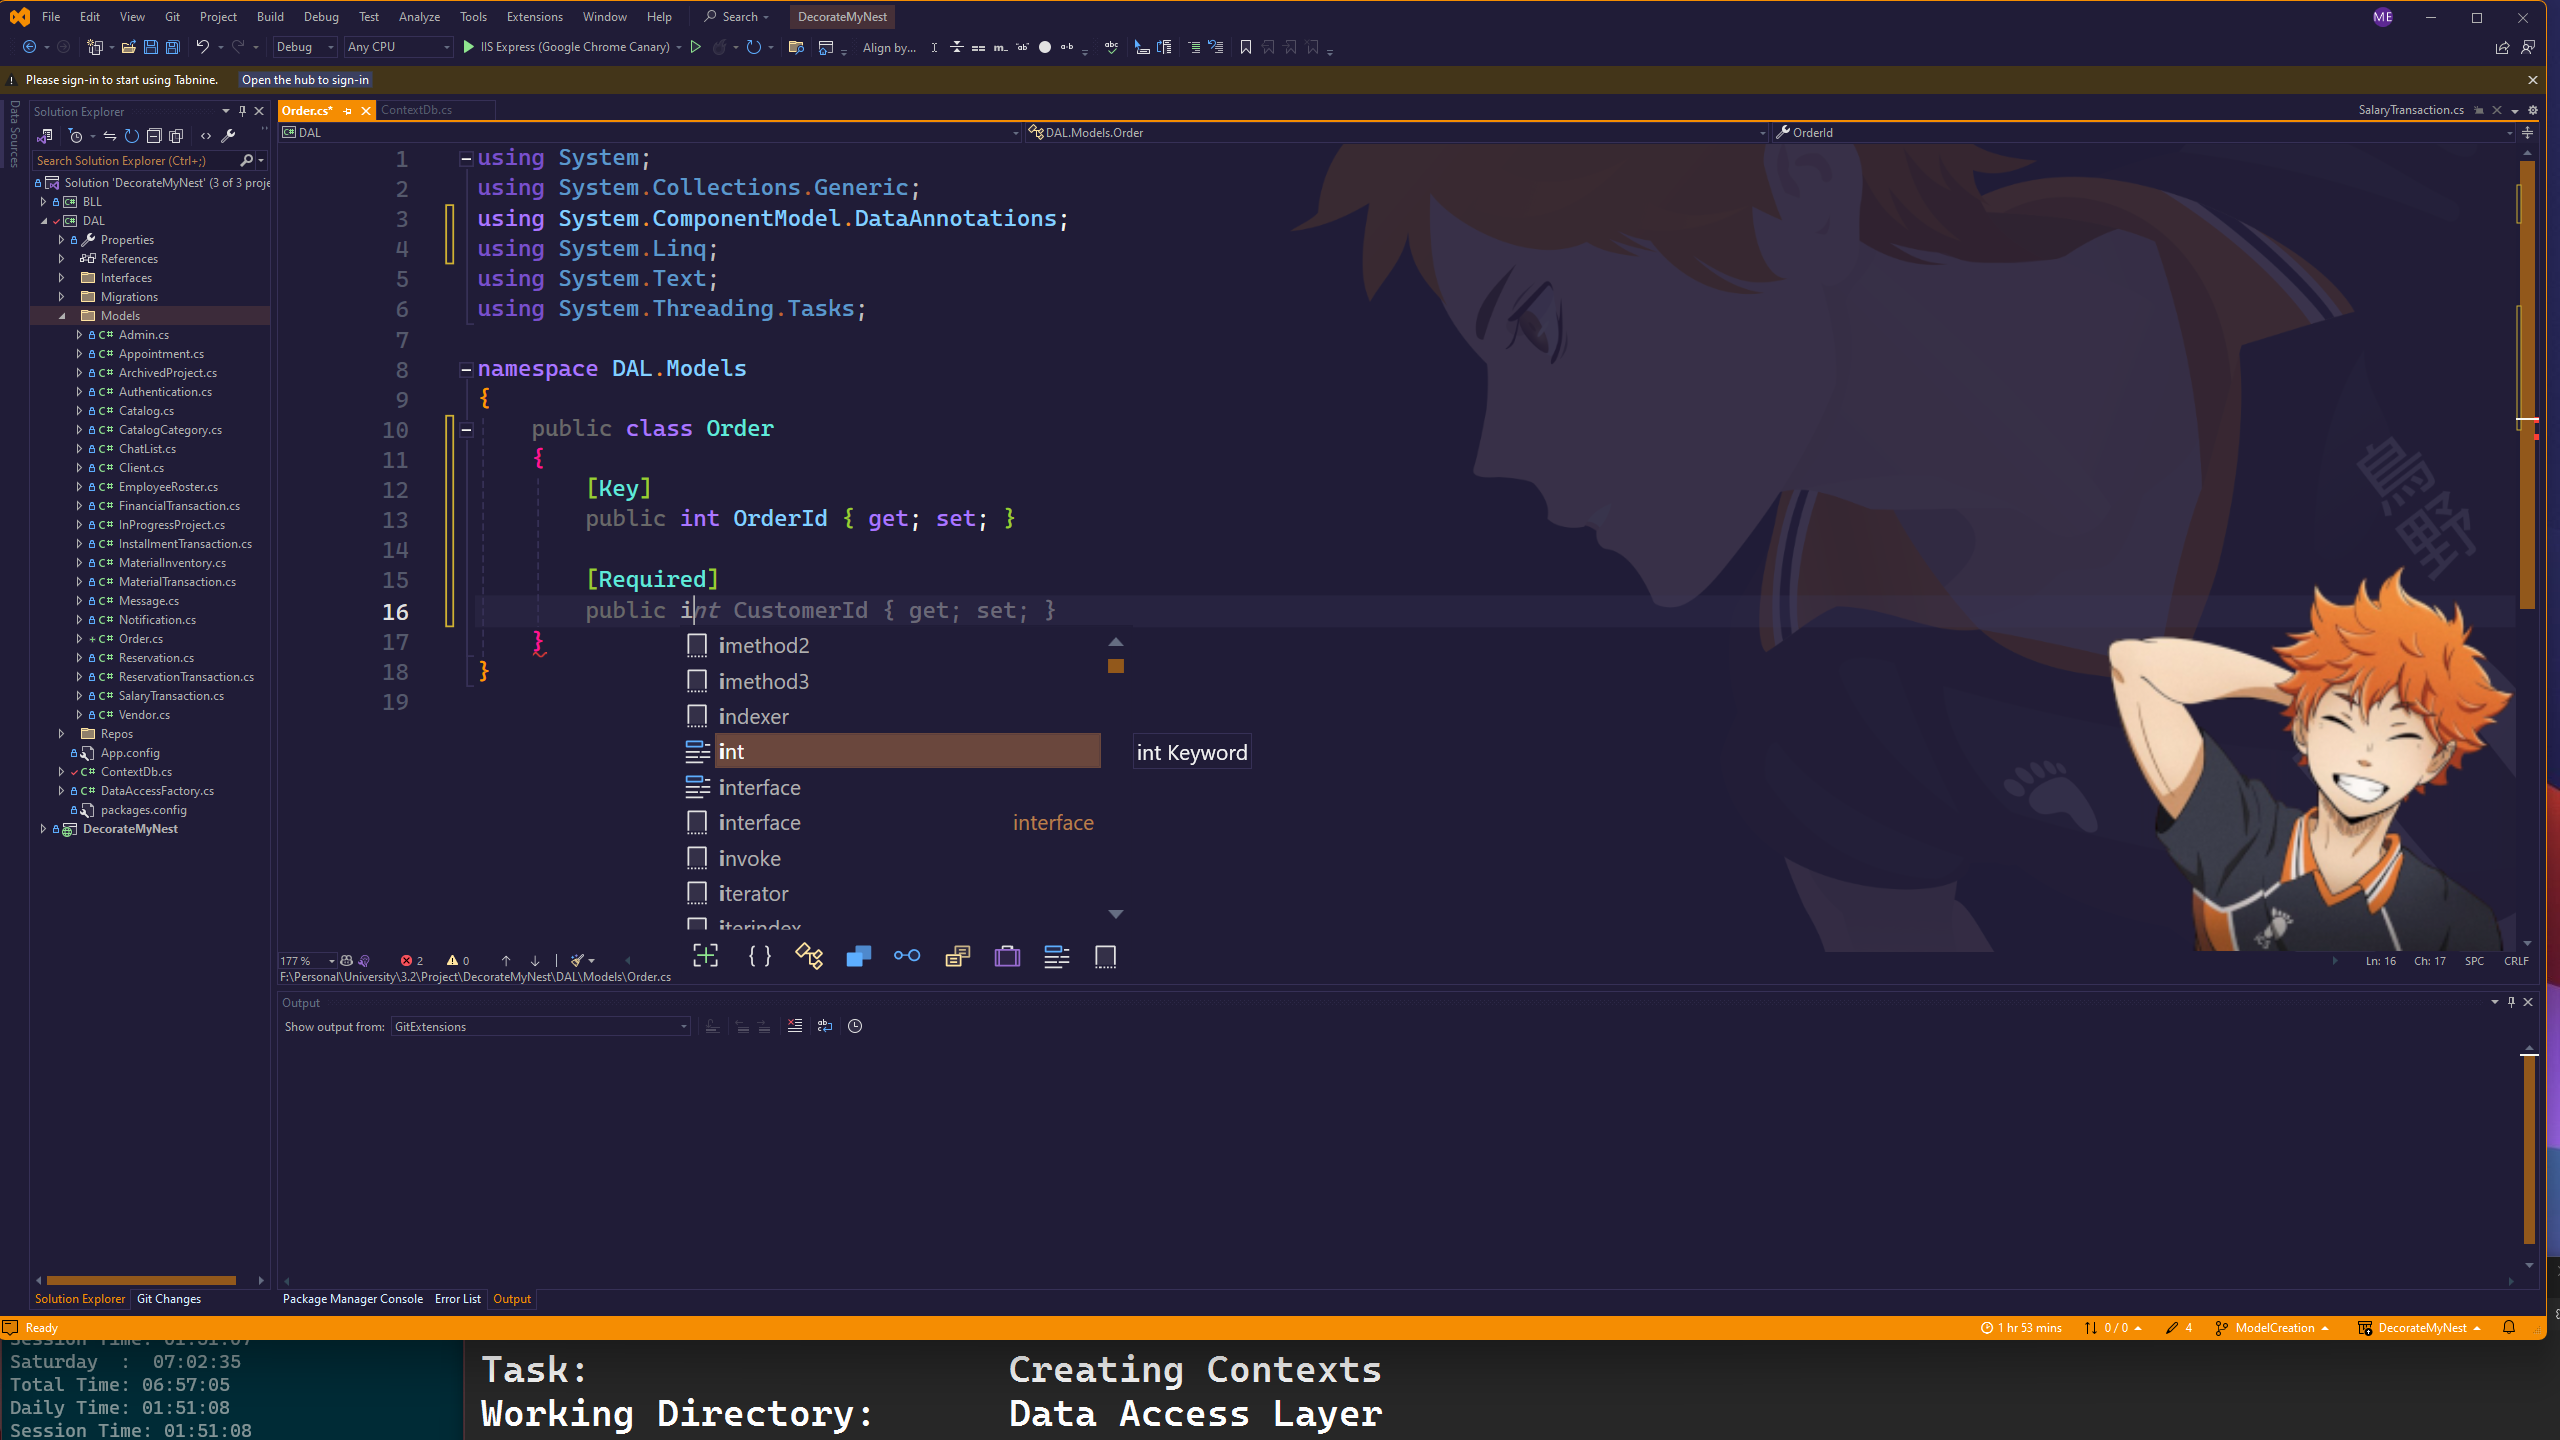 File Edit View Git Project Build Debug Test Analyze Tools Extensions Window Help Search DecorateMyNest ME
Debug Any CPU IIS Express (Google Chrome Canary) Align by...
Please sign-in to start using Tabnine. Open the hub to sign-in
Data Sources
Solution Explorer
Search Solution Explorer (Ctrl+;)
Solution 'DecorateMyNest' (3 of 3 proje
BLL
DAL
Properties
References
Interfaces
Migrations
Models
Admin.cs
Appointment.cs
ArchivedProject.cs
Authentication.cs
Catalog.cs
CatalogCategory.cs
ChatList.cs
Client.cs
EmployeeRoster.cs
FinancialTransaction.cs
InProgressProject.cs
InstallmentTransaction.cs
MaterialInventory.cs
MaterialTransaction.cs
Message.cs
Notification.cs
Order.cs
Reservation.cs
ReservationTransaction.cs
SalaryTransaction.cs
Vendor.cs
Repos
App.config
ContextDb.cs
DataAccessFactory.cs
packages.config
DecorateMyNest
Solution Explorer Git Changes
Order.cs* ContextDb.cs SalaryTransaction.cs
DAL DAL.Models.Order OrderId
1 using System;
2 using System.Collections.Generic;
3 using System.ComponentModel.DataAnnotations;
4 using System.Linq;
5 using System.Text;
6 using System.Threading.Tasks;
7
8 namespace DAL.Models
9 {
10 public class Order
11 {
12 [Key]
13 public int OrderId { get; set; }
14
15 [Required]
16 public int CustomerId { get; set; }
17 }
18 }
19
imethod2
imethod3
indexer
int int Keyword
interface
interface interface
invoke
iterator
iterindex
烏野
177 % 2 0 Ln: 16 Ch: 17 SPC CRLF
F:\Personal\University\3.2\Project\DecorateMyNest\DAL\Models\Order.cs
Output
Show output from: GitExtensions
Package Manager Console Error List Output
Ready 1 hr 53 mins 0 / 0 4 ModelCreation DecorateMyNest
Session Time: 01:51:07
Saturday : 07:02:35
Total Time: 06:57:05
Daily Time: 01:51:08
Session Time: 01:51:08
Task: Creating Contexts
Working Directory: Data Access Layer